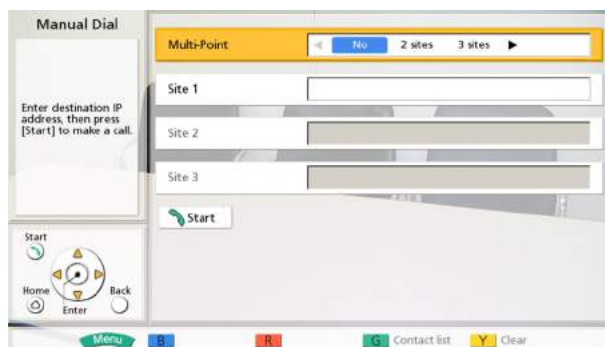 Manual Dial
Enter destination IP
address, then press
[Start] to make a call.
Multi-Point
No 2 sites 3 sites
Site 1
Site 2
Site 3
Start
Start
Home
Back
Enter
Menu B R G Contact list Y Clear